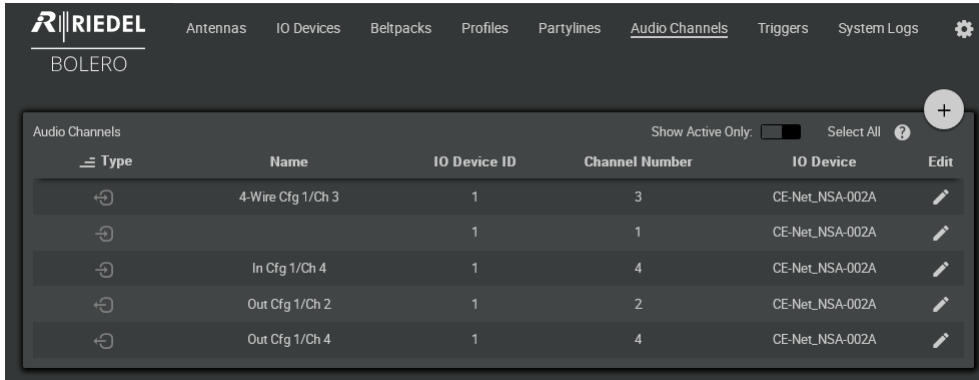 RIEDEL
BOLERO
Antennas IO Devices Beltpacks Profiles Partylines Audio Channels Triggers System Logs
+
Audio Channels Show Active Only: Select All ?
Type Name IO Device ID Channel Number IO Device Edit
4-Wire Cfg 1/Ch 3 1 3 CE-Net_NSA-002A
1 1 CE-Net_NSA-002A
In Cfg 1/Ch 4 1 4 CE-Net_NSA-002A
Out Cfg 1/Ch 2 1 2 CE-Net_NSA-002A
Out Cfg 1/Ch 4 1 4 CE-Net_NSA-002A